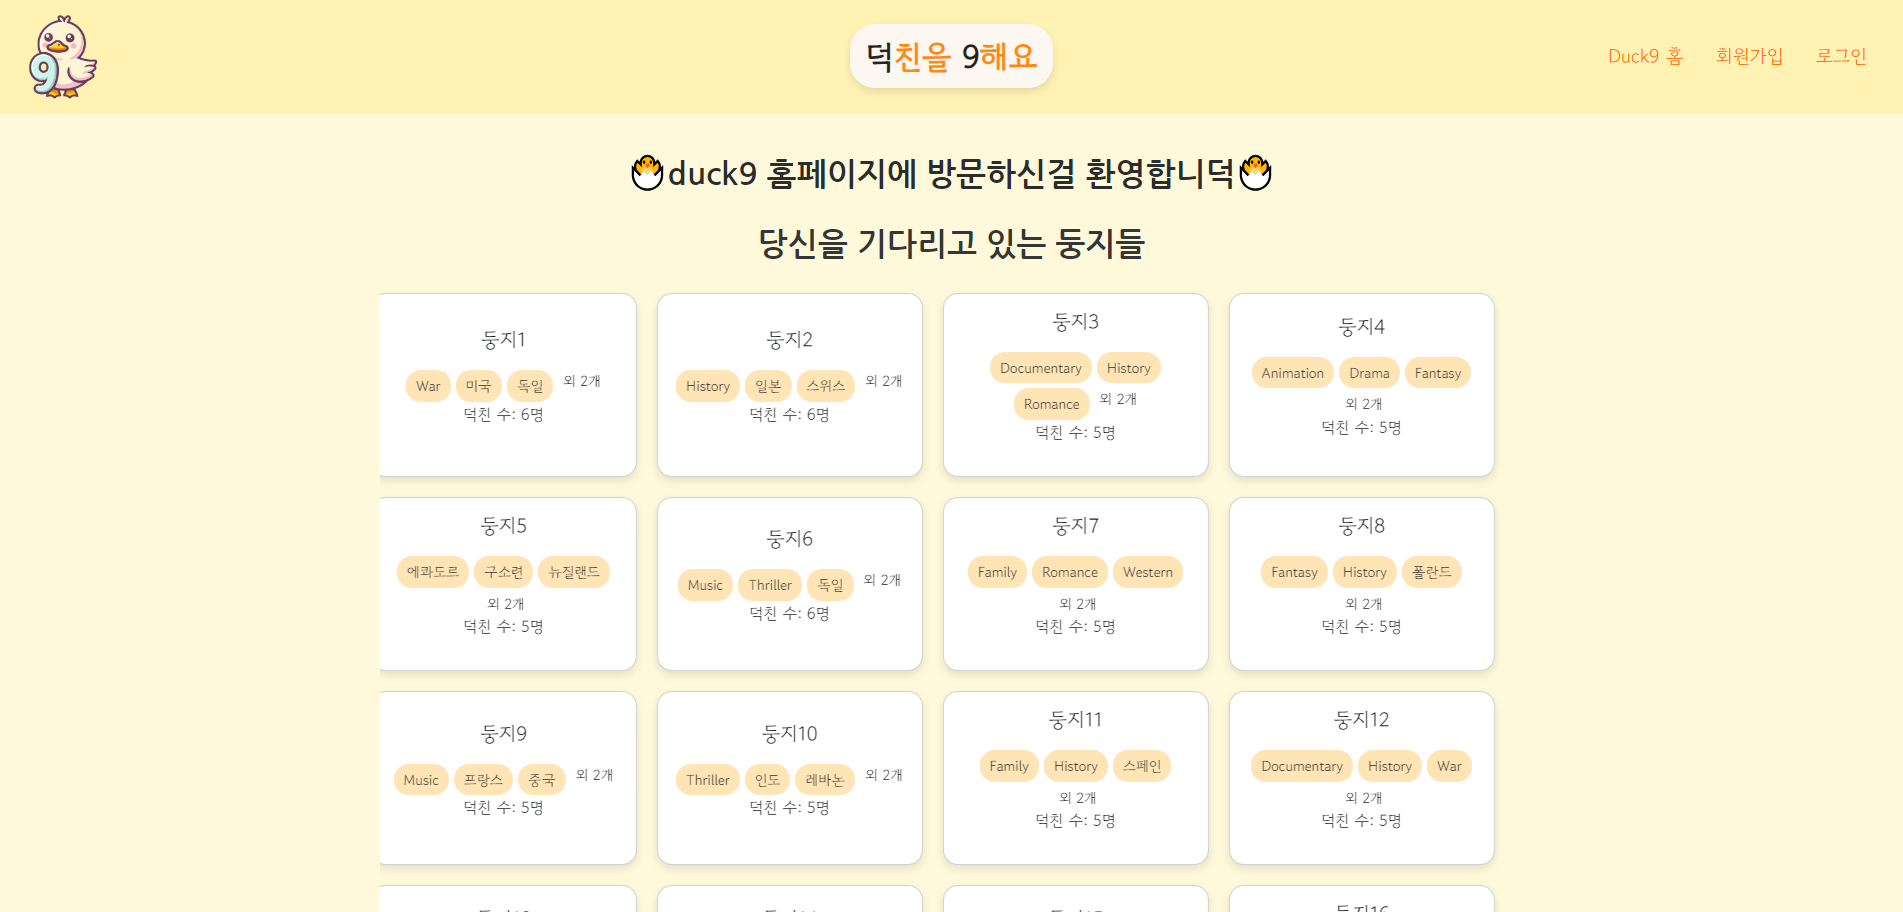 9
덕친을 9해요
Duck9 홈 회원가입 로그인
duck9 홈페이지에 방문하신걸 환영합니덕
당신을 기다리고 있는 둥지들
둥지1
War 미국 독일 외 2개
덕친 수: 6명
둥지2
History 일본 스위스 외 2개
덕친 수: 6명
둥지3
Documentary History
Romance 외 2개
덕친 수: 5명
둥지4
Animation Drama Fantasy
외 2개
덕친 수: 5명
둥지5
에콰도르 구소련 뉴질랜드
외 2개
덕친 수: 5명
둥지6
Music Thriller 독일 외 2개
덕친 수: 6명
둥지7
Family Romance Western
외 2개
덕친 수: 5명
둥지8
Fantasy History 폴란드
외 2개
덕친 수: 5명
둥지9
Music 프랑스 중국 외 2개
덕친 수: 5명
둥지10
Thriller 인도 레바논 외 2개
덕친 수: 5명
둥지11
Family History 스페인
외 2개
덕친 수: 5명
둥지12
Documentary History War
외 2개
덕친 수: 5명